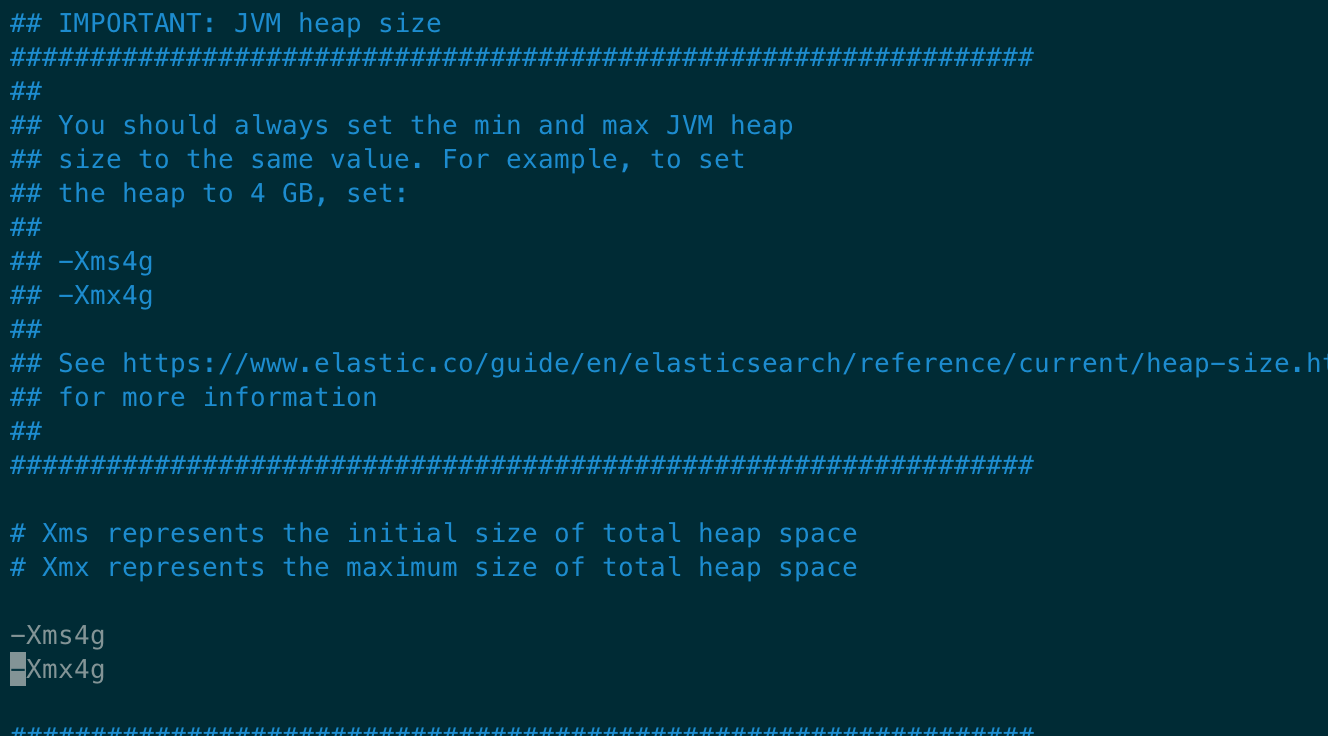 ## IMPORTANT: JVM heap size
################################################################
##
## You should always set the min and max JVM heap
## size to the same value. For example, to set
## the heap to 4 GB, set:
##
## -Xms4g
## -Xmx4g
##
## See https://www.elastic.co/guide/en/elasticsearch/reference/current/heap-size.ht
## for more information
##
################################################################

# Xms represents the initial size of total heap space
# Xmx represents the maximum size of total heap space

-Xms4g
-Xmx4g

################################################################